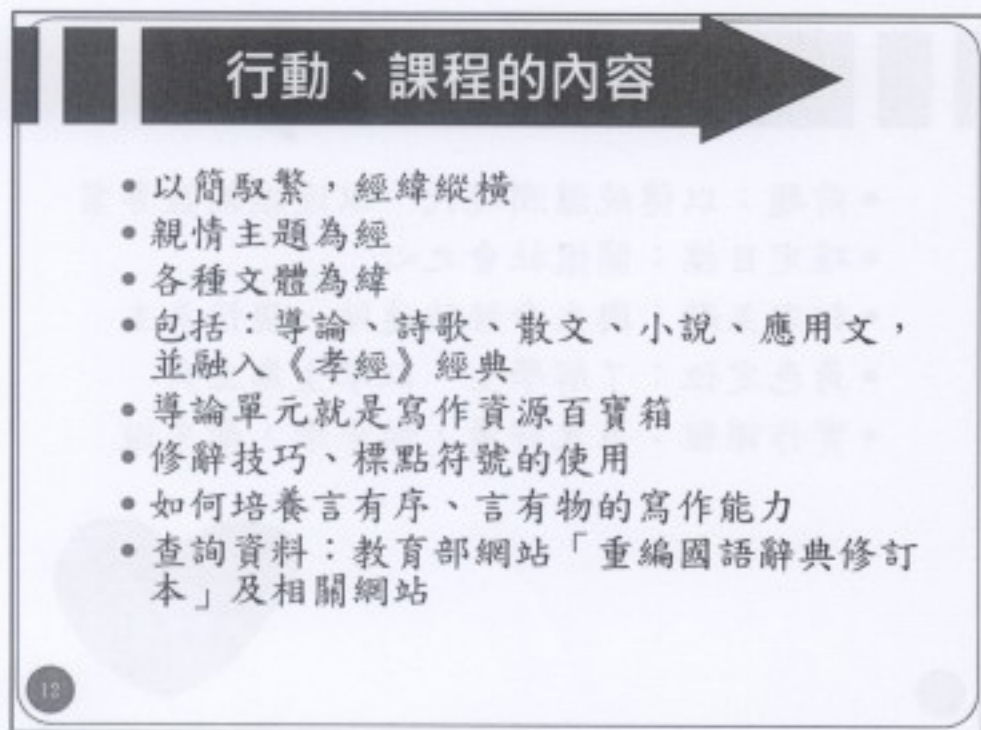 行動、課程的內容
•以簡馭繁，經緯縱橫
•親情主題為經
•各種文體為緯
•包括：導論、詩歌、散文、小說、應用文，
並融入《孝經》經典
•導論單元就是寫作資源百寶箱
•修辭技巧、標點符號的使用
•如何培養言有序、言有物的寫作能力
•查詢資料：教育部網站「重編國語辭典修訂
本」及相關網站
12